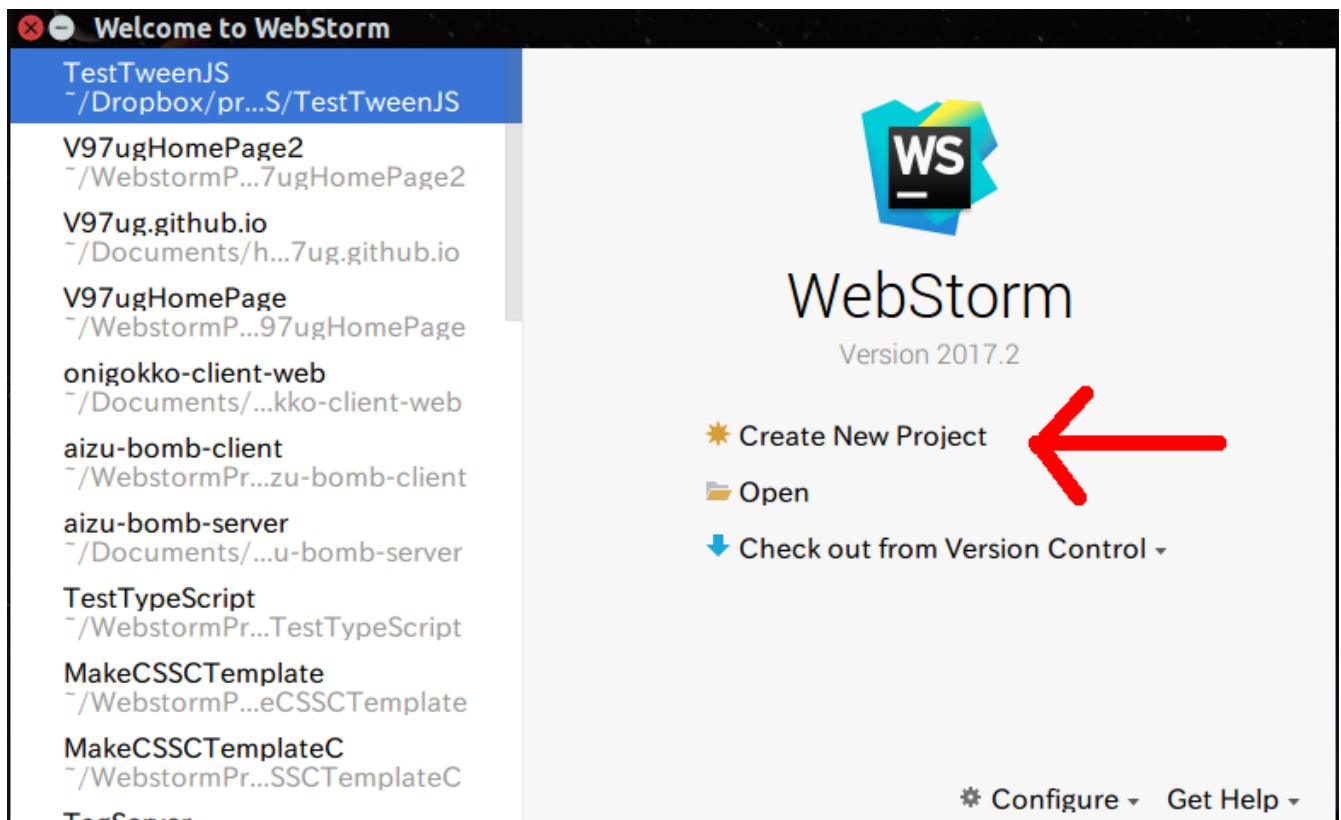 Welcome to WebStorm
TestTweenJS
~/Dropbox/pr...S/TestTweenJS
V97ugHomePage2
~/WebstormP...7ugHomePage2
V97ug.github.io
~/Documents/h...7ug.github.io
V97ugHomePage
~/WebstormP...97ugHomePage
onigokko-client-web
~/Documents/...kko-client-web
aizu-bomb-client
~/WebstormPr...zu-bomb-client
aizu-bomb-server
~/Documents/...u-bomb-server
TestTypeScript
~/WebstormPr...TestTypeScript
MakeCSSCTemplate
~/WebstormP...eCSSCTemplate
MakeCSSCTemplateC
~/WebstormPr...SSCTemplateC
WS
WebStorm
Version 2017.2
Create New Project
Open
Check out from Version Control
Configure
Get Help